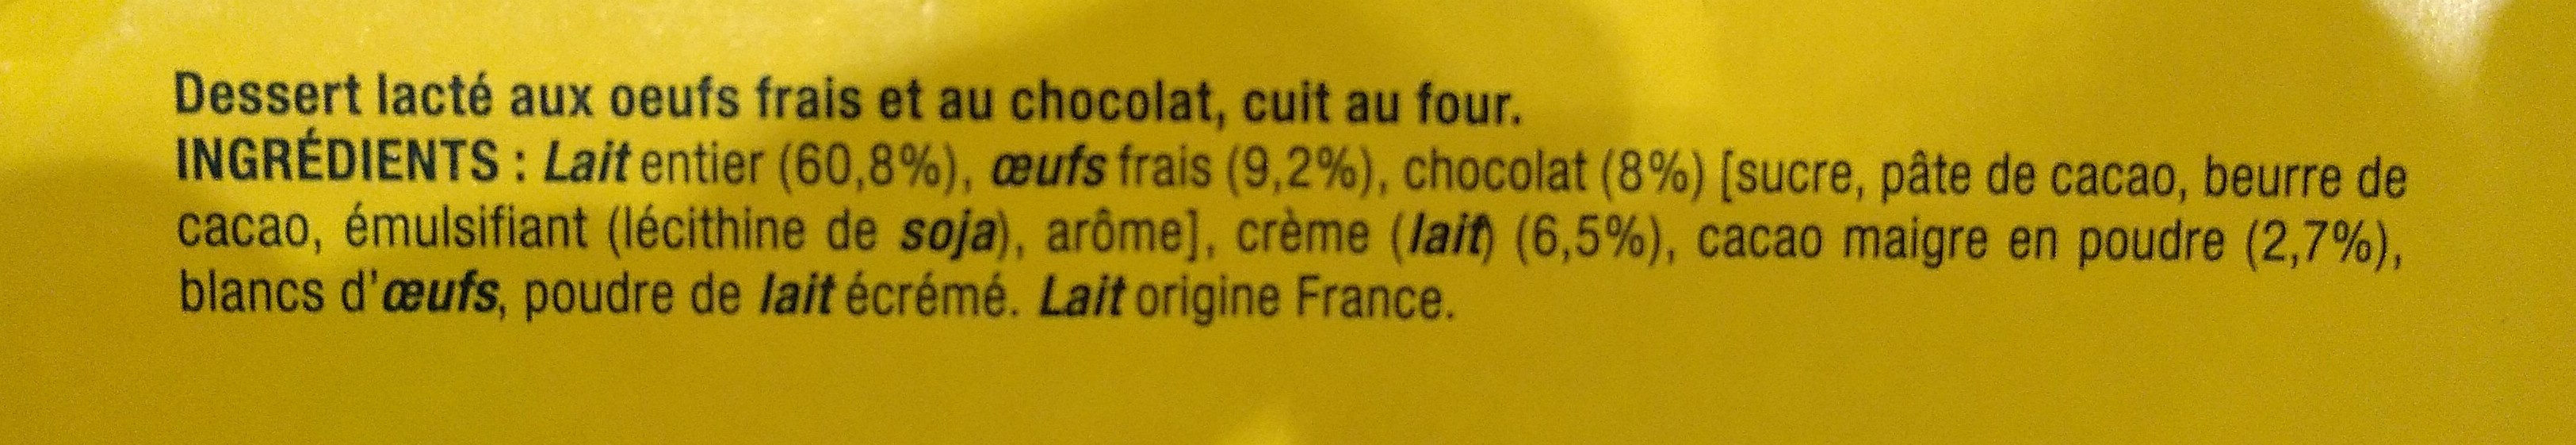 Dessert lacté aux oeufs frais et au chocolat, cuit au four.
INGRÉDIENTS : Lait entier (60,8%), œufs frais (9,2%), chocolat (8%) [sucre, pâte de cacao, beurre de
cacao, émulsifiant (lécithine de soja), arôme], crème (lait) (6,5%), cacao maigre en poudre (2,7%),
blancs d'œufs, poudre de lait écrémé. Lait origine France.